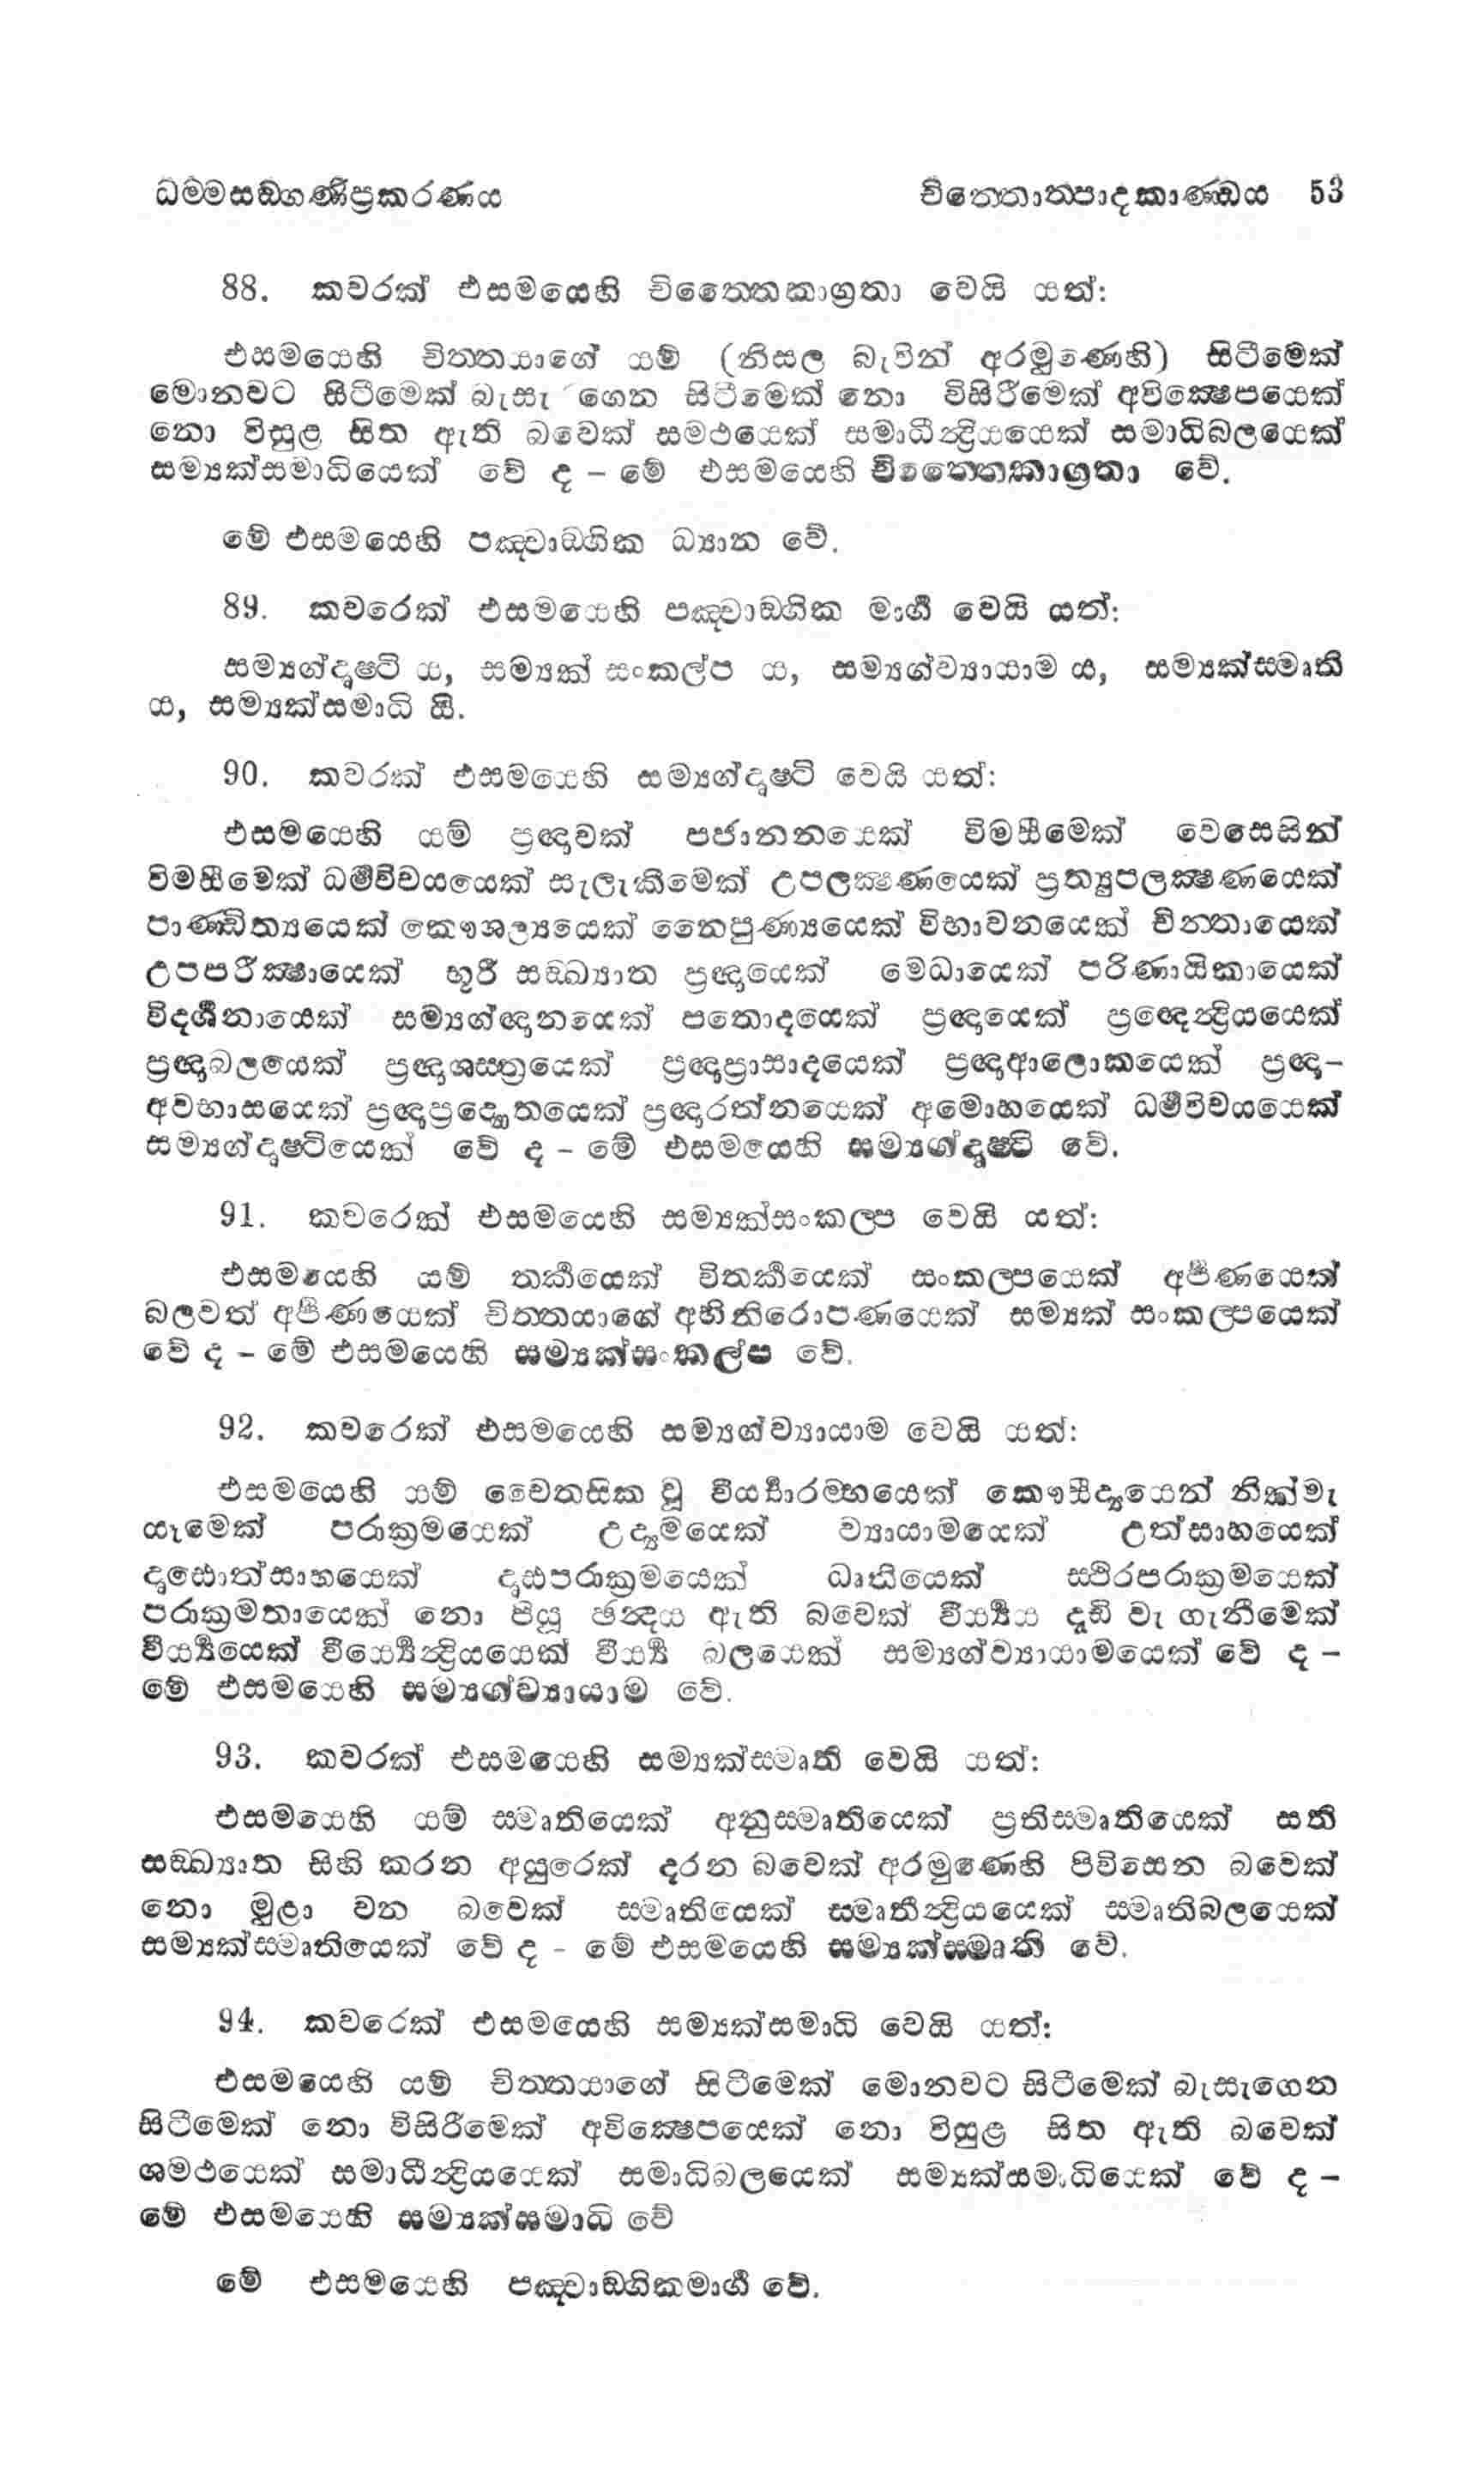 ධම්මසඞ්ගණිප්‍රකරණය චිත්තොත්පාදකාණ්ඩය 53
88. කවරක් එසමයෙහි චිත්තෛකාග්‍රතා වෙයි යත්:
එසමයෙහි චිත්තයාගේ යම් (නිසල බැවින් අරමුණෙහි) සිටීමෙක්
මොනවට සිටීමෙක් බැසැ ගෙන සිටීමෙක් නො විසිරීමෙක් අවික්‍ෂෙපයෙක්
නො විසුළ සිත ඇති බවෙක් සමථයෙක් සමාධීන්‍ද්‍රියයෙක් සමාධිබලයෙක්
සම්‍යක්සමාධියෙක් වේ ද – මේ එසමයෙහි චිත්තෛකාග්‍රතා වේ.
මේ එසමයෙහි පඤ්චාඞ්ගික ධ්‍යාන වේ.
89. කවරෙක් එසමයෙහි පඤ්චාඞ්ගික මාර්‍ග වෙයි යත්:
සම්‍යග්දෘෂ්ටි ය, සම්‍යක් සංකල්ප ය, සම්‍යග්ව්‍යායාම ය, සම්‍යක්ස්මෘති
ය, සම්‍යක්සමාධි යි.
90. කවරක් එසමයෙහි සම්‍යග්දෘෂ්ටි වෙයි යත්:
එසමයෙහි යම් ප්‍රඥාවක් පජානනයෙක් විමසීමෙක් වෙසෙසින්
විමසීමෙක් ධර්‍මවිචයයෙක් සැලැකීමෙක් උපලක්‍ෂණයෙක් ප්‍රත්‍යුපලක්‍ෂණයෙක්
පාණ්ඩිත්‍යයෙක් කෞශල්‍යයෙක් නෛපුණ්‍යයෙක් විභාවනයෙක් චින්තායෙක්
උපපරීක්‍ෂායෙක් භූරී සඞ්ඛ්‍යාත ප්‍රඥායෙක් මෙධායෙක් පරිණායිකායෙක්
විදර්‍ශනායෙක් සම්‍යග්ඥානයෙක් පතොදයෙක් ප්‍රඥායෙක් ප්‍රඥෙන්‍ද්‍රියයෙක්
ප්‍රඥාබලයෙක් ප්‍රඥාශස්ත්‍රයෙක් ප්‍රඥාප්‍රාසාදයෙක් ප්‍රඥාආලොකයෙක් ප්‍රඥා–
අවභාසයෙක් ප්‍රඥාප්‍රද්‍යොතයෙක් ප්‍රඥාරත්නයෙක් අමොහයෙක් ධර්‍මවිචයයෙක්
සම්‍යග්දෘෂ්ටියෙක් වේ ද – මේ එසමයෙහි සම්‍යග්දෘෂ්ටි වේ.
91. කවරෙක් එසමයෙහි සම්‍යක්සංකල්ප වෙයි යත්:
එසමයෙහි යම් තර්‍කයෙක් විතර්‍කයෙක් සංකල්පයෙක් අර්‍පණයෙක්
බලවත් අර්‍පණයෙක් චිත්තයාගේ අභිනිරොපණයෙක් සම්‍යක් සංකල්පයෙක්
වේ ද – මේ එසමයෙහි සම්‍යක්සංකල්ප වේ.
92. කවරෙක් එසමයෙහි සම්‍යග්ව්‍යායාම වෙයි යත්:
එසමයෙහි යම් චෛතසික වූ වීර්‍ය්‍යාරම්භයෙක් කෞසීද්‍යයෙන් නික්මැ
යෑමෙක් පරාක්‍රමයෙක් උද්‍යමයෙක් ව්‍යායාමයෙක් උත්සාහයෙක්
දෘඪොත්සාහයෙක් දෘඪපරාක්‍රමයෙක් ධෘතියෙක් ස්ථිරපරාක්‍රමයෙක්
පරාක්‍රමතායෙක් නො පියූ ඡන්‍දය ඇති බවෙක් වීර්‍ය්‍යය දැඩි වැ ගැනීමෙක්
වීර්‍ය්‍යයෙක් වීර්‍ය්‍යෙන්‍ද්‍රියයෙක් වීර්‍ය්‍ය බලයෙක් සම්‍යග්ව්‍යායාමයෙක් වේ ද –
මේ එසමයෙහි සම්‍යග්ව්‍යායාම වේ.
93. කවරක් එසමයෙහි සම්‍යක්ස්මෘති වෙයි යත්:
එසමයෙහි යම් ස්මෘතියෙක් අනුස්මෘතියෙක් ප්‍රතිස්මෘතියෙක් සති
සඞ්ඛ්‍යාත සිහි කරන අයුරෙක් දරන බවෙක් අරමුණෙහි පිවිසෙන බවෙක්
නො මුළා වන බවෙක් ස්මෘතියෙක් ස්මෘතීන්‍ද්‍රියයෙක් ස්මෘතිබලයෙක්
සම්‍යක්ස්මෘතියෙක් වේ ද – මේ එසමයෙහි සම්‍යක්ස්මෘති වේ.
94. කවරෙක් එසමයෙහි සම්‍යක්සමාධි වෙයි යත්:
එසමයෙහි යම් චිත්තයාගේ සිටීමෙක් මොනවට සිටීමෙක් බැසැගෙන
සිටීමෙක් නො විසිරීමෙක් අවික්‍ෂෙපයෙක් නො විසුළ සිත ඇති බවෙක්
ශමථයෙක් සමාධීන්‍ද්‍රියයෙක් සමාධිබලයෙක් සම්‍යක්සමාධියෙක් වේ ද –
මේ එසමයෙහි සම්‍යක්සමාධි වේ
මේ එසමයෙහි පඤ්චාඞ්ගිකමාර්‍ග වේ.